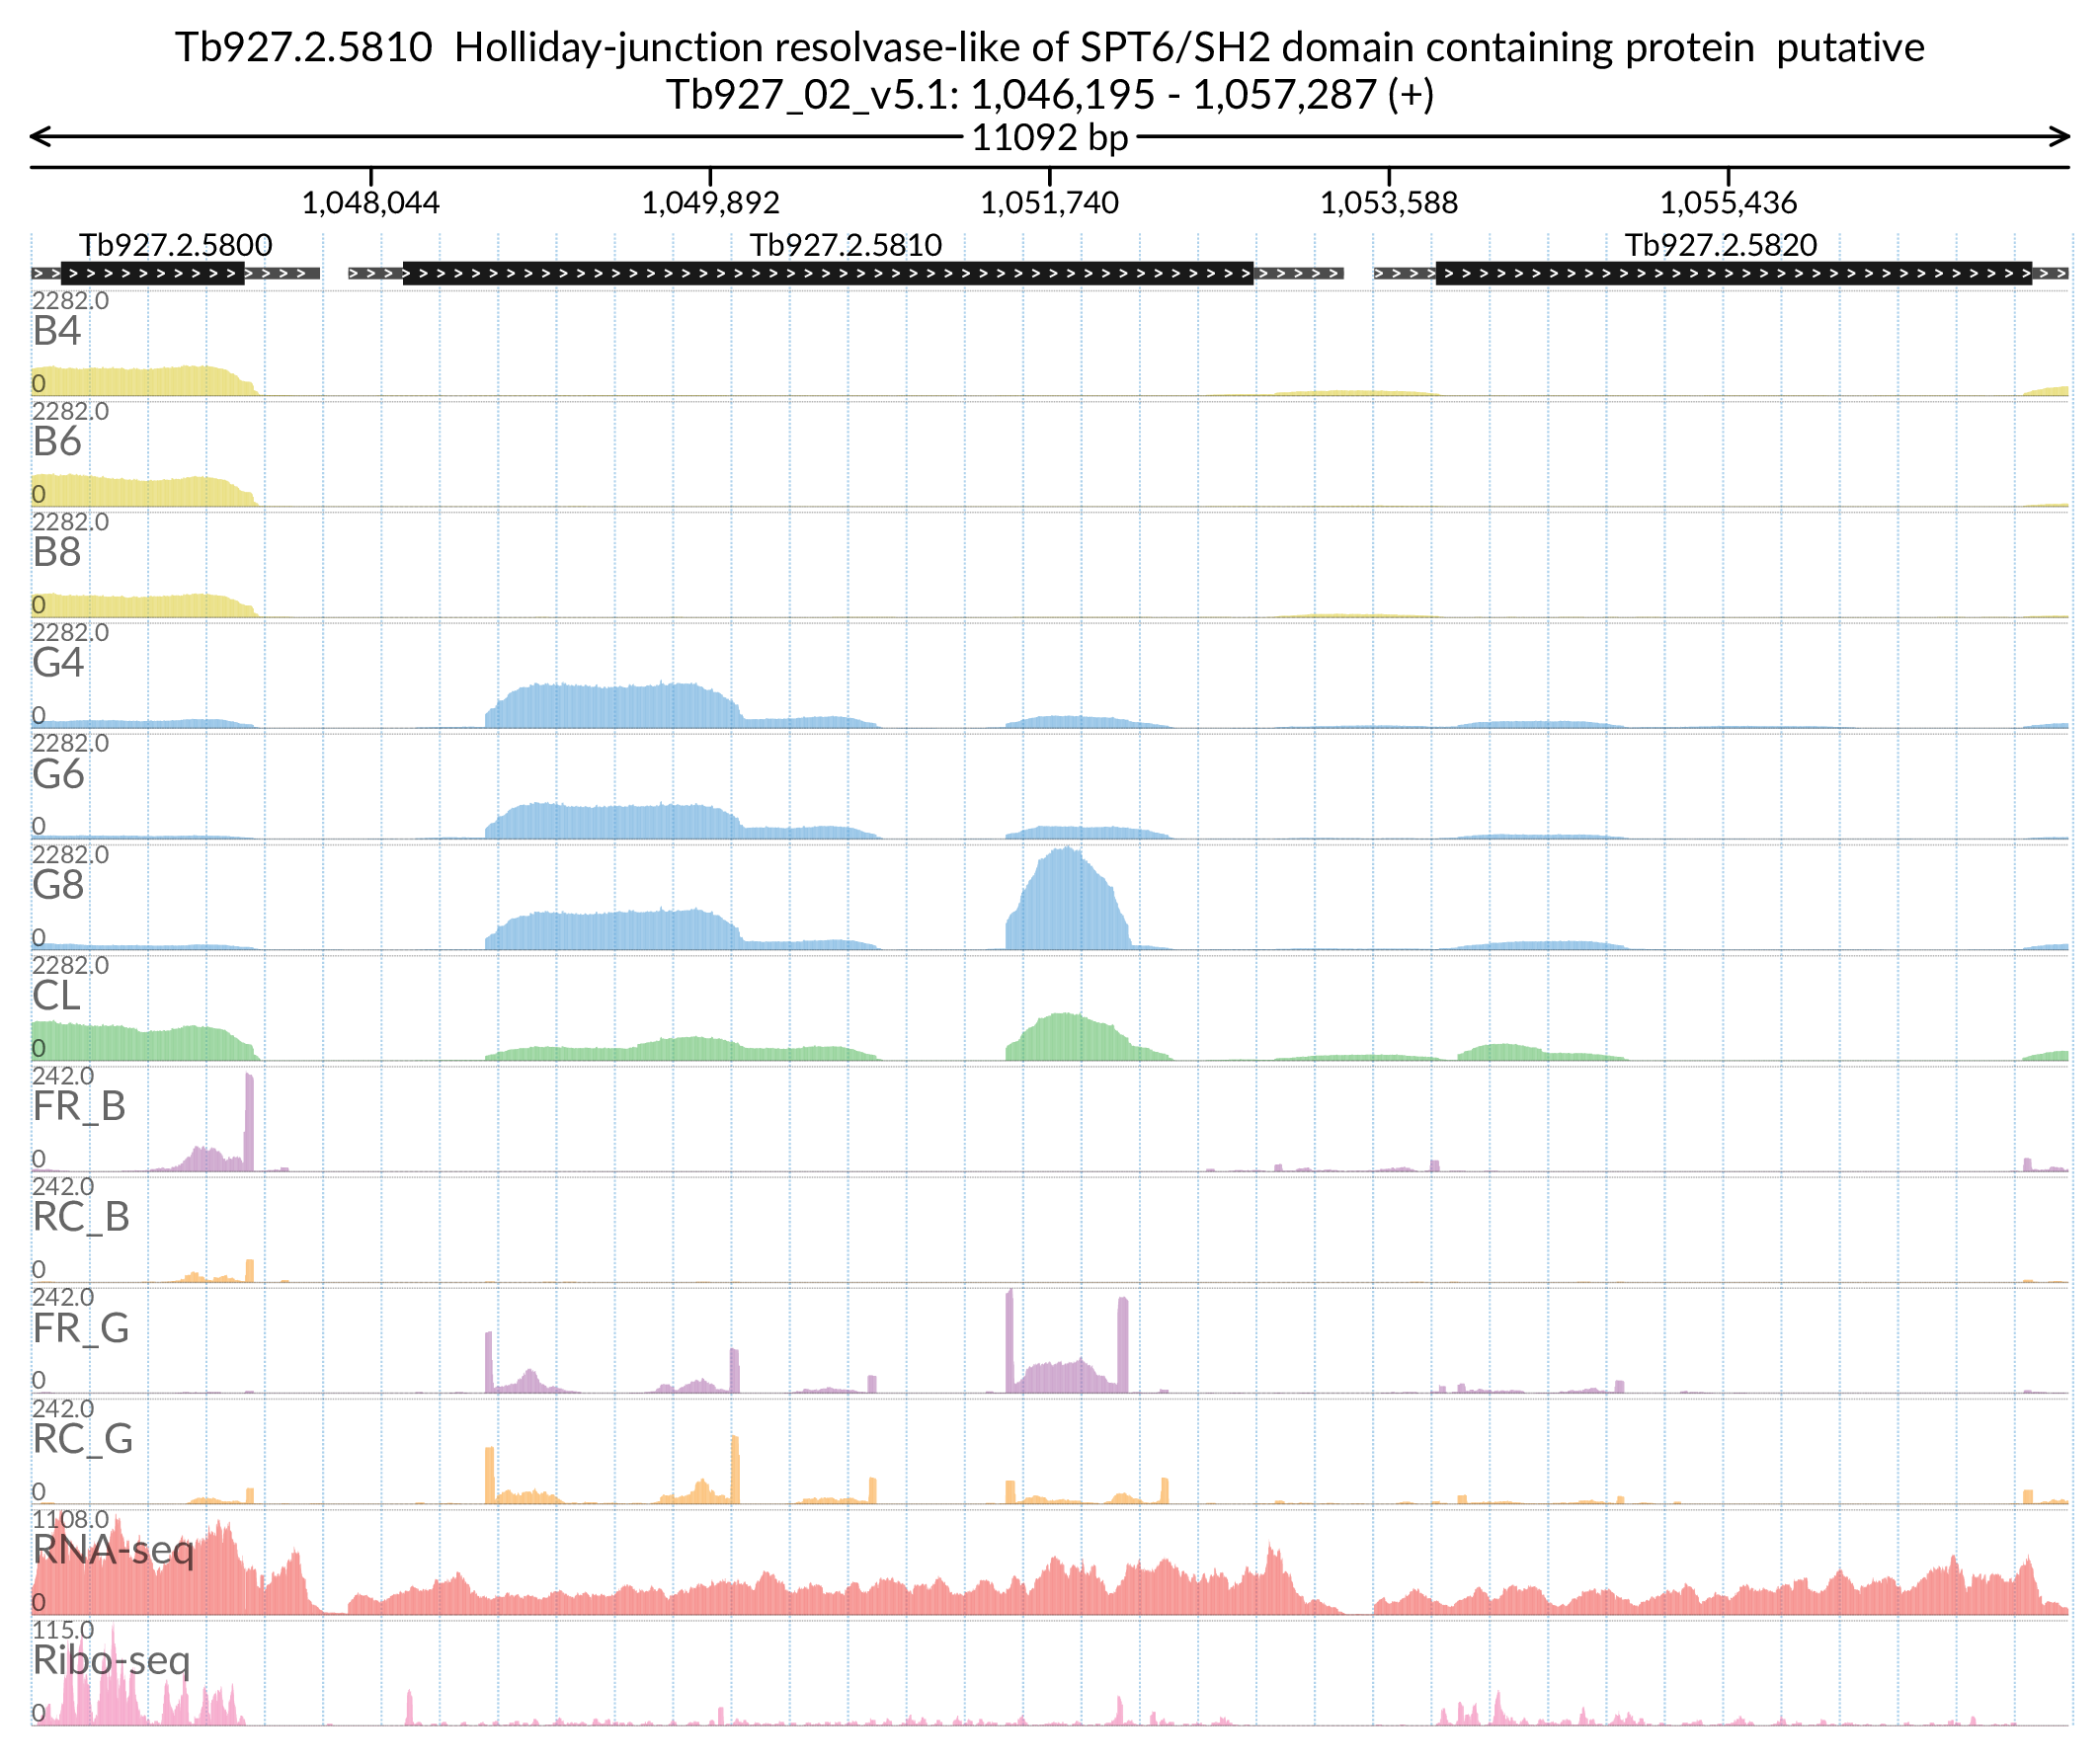 Tb927.2.5810  Holliday-junction resolvase-like of SPT6/SH2 domain containing protein  putative
Tb927_02_v5.1: 1,046,195 - 1,057,287 (+)
11092 bp
1,048,044 1,049,892 1,051,740 1,053,588 1,055,436
Tb927.2.5800 Tb927.2.5810 Tb927.2.5820
2282.0
B4
0
2282.0
B6
0
2282.0
B8
0
2282.0
G4
0
2282.0
G6
0
2282.0
G8
0
2282.0
CL
0
242.0
FR_B
0
242.0
RC_B
0
242.0
FR_G
0
242.0
RC_G
0
1108.0
RNA-seq
0
115.0
Ribo-seq
0